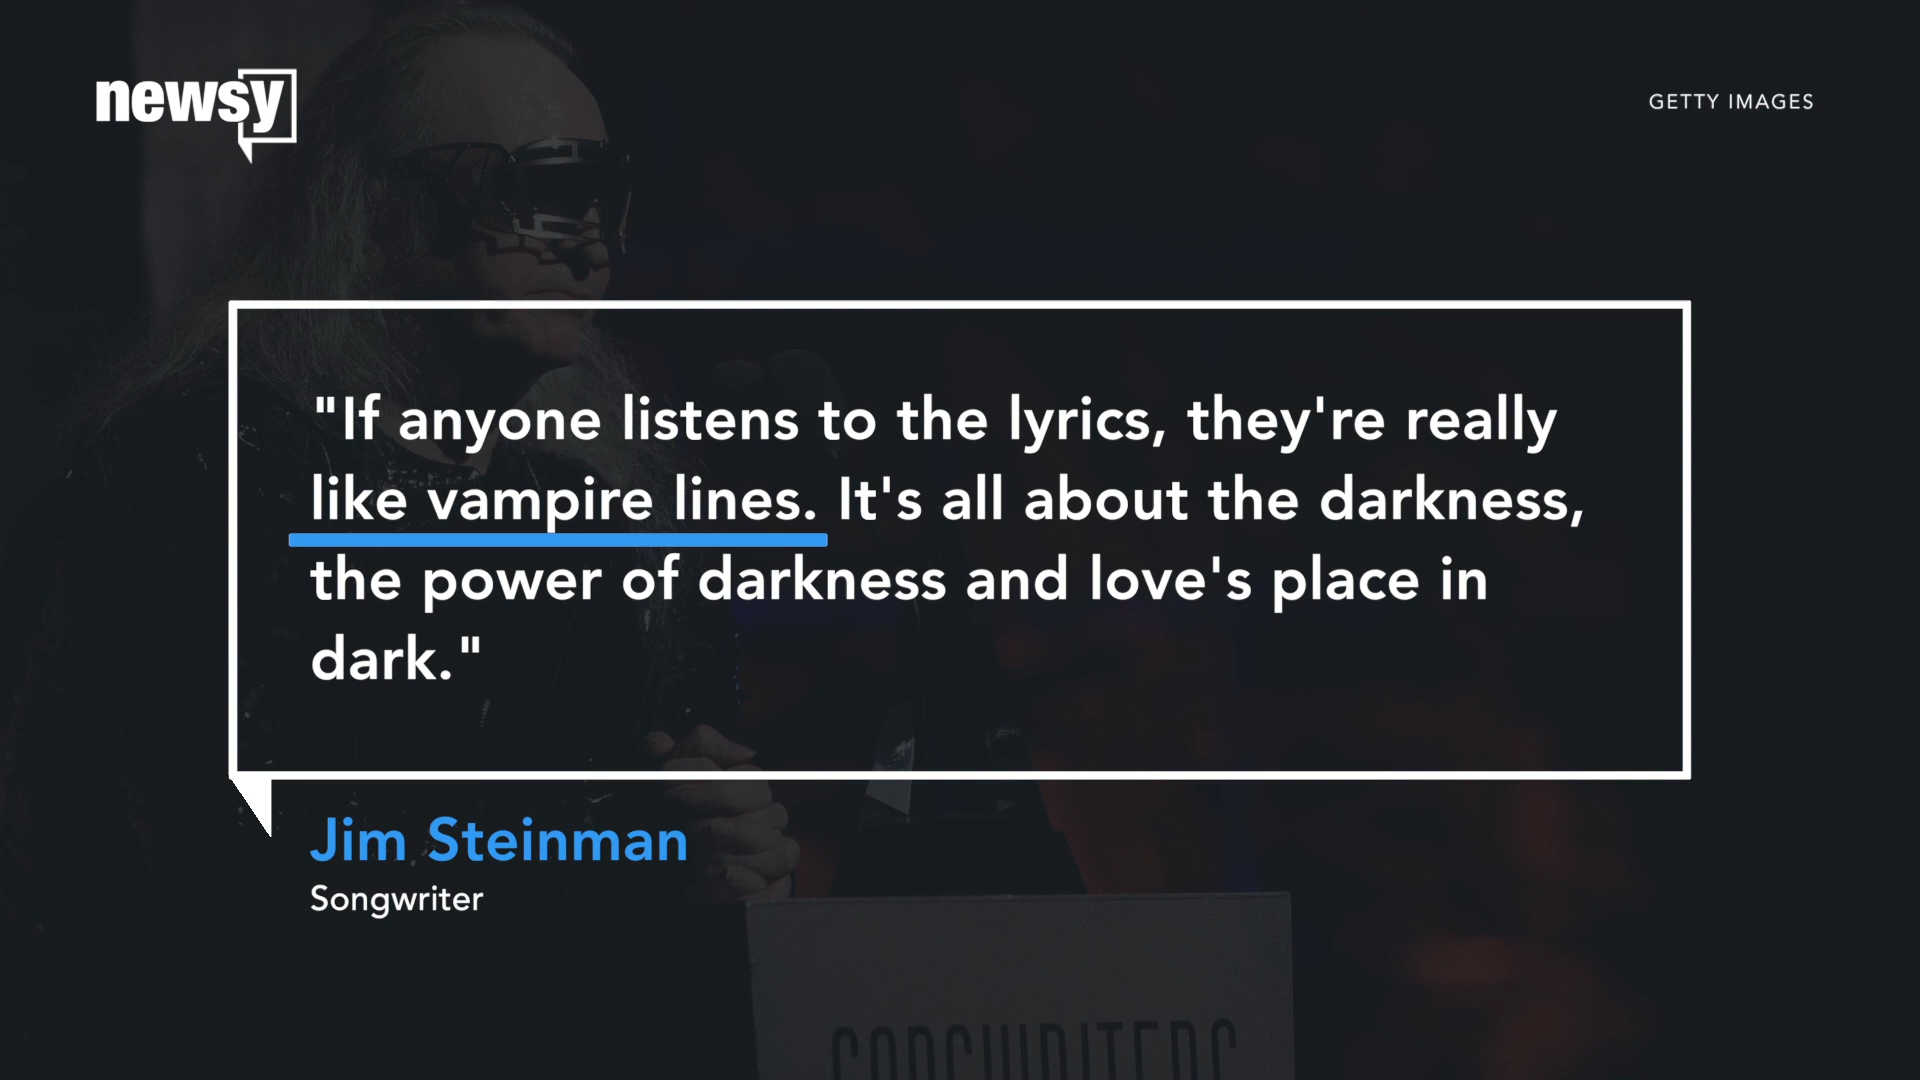 newsy
GETTY IMAGES
"If anyone listens to the lyrics, they're really
like vampire lines. It's all about the darkness,
the power of darkness and love's place in
dark."
Jim Steinman
Songwriter
SONGWRITERS